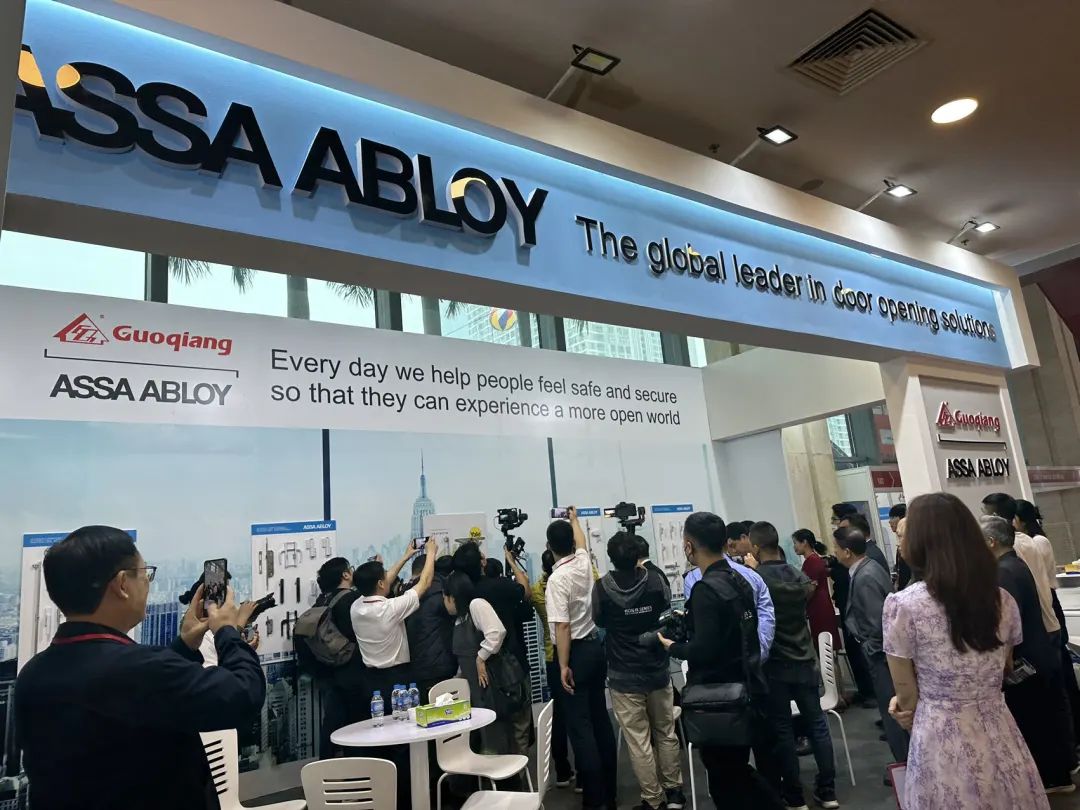 ASSA ABLOY
The global leader in door opening solutions
Guoqiang
ASSA ABLOY
Every day we help people feel safe and secure
so that they can experience a more open world
Guoqiang
ASSA ABLOY
ASSA ABLOY